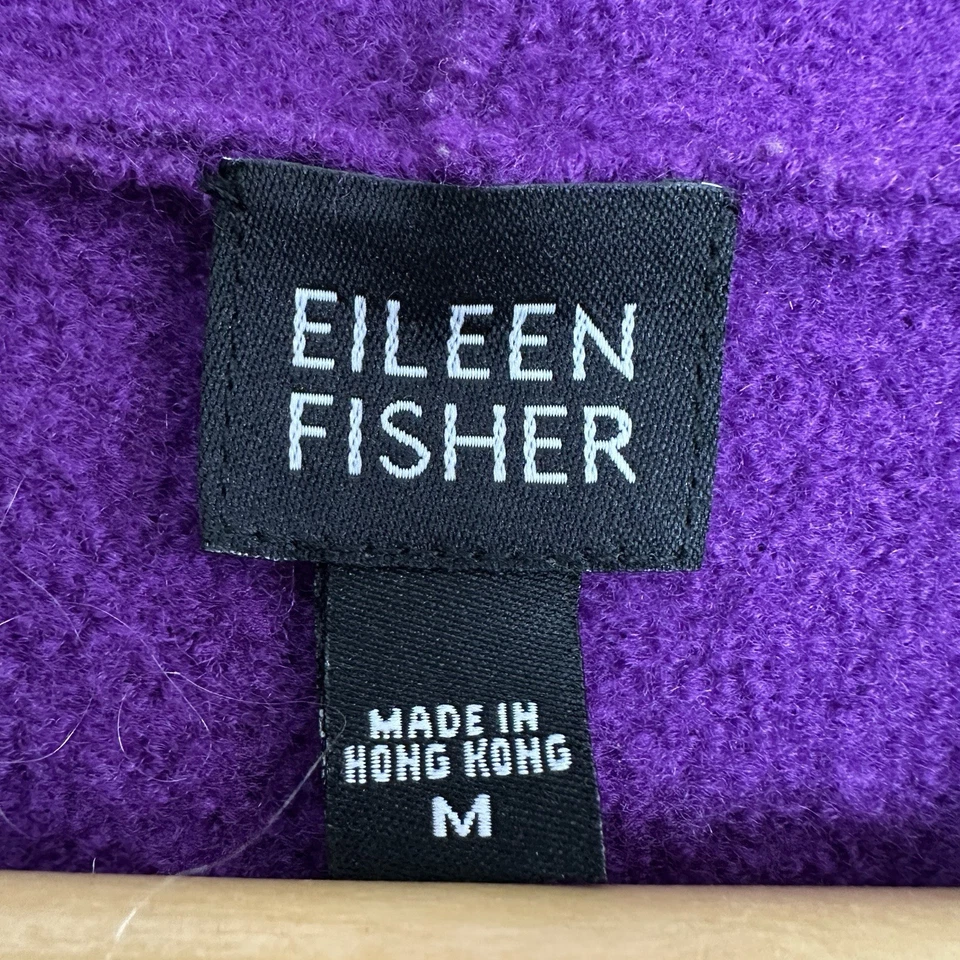 EILEEN
FISHER
MADE IN
HONG KONG
M